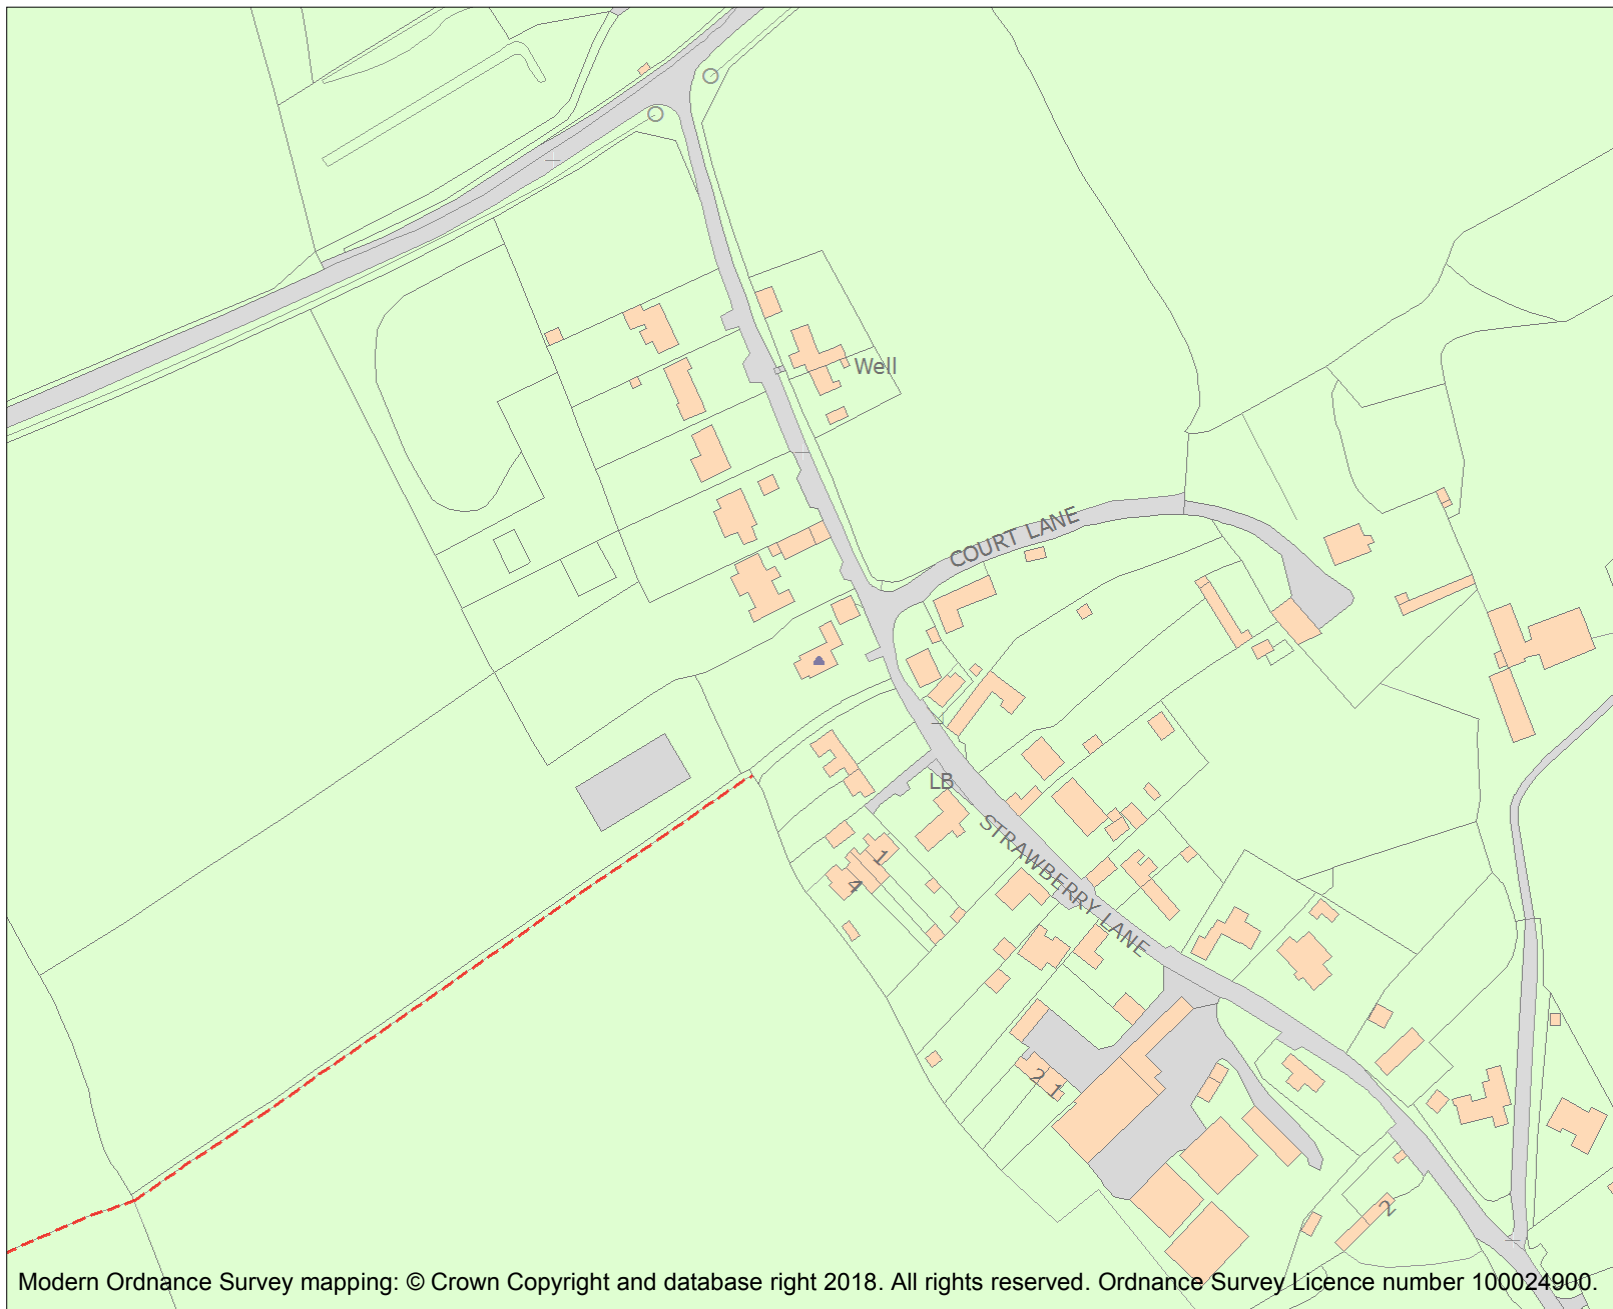 Well
COURT LANE
LB
STRAWBERRY LANE
1
4
2 1
2
Modern Ordnance Survey mapping: © Crown Copyright and database right 2018. All rights reserved. Ordnance Survey Licence number 100024900.